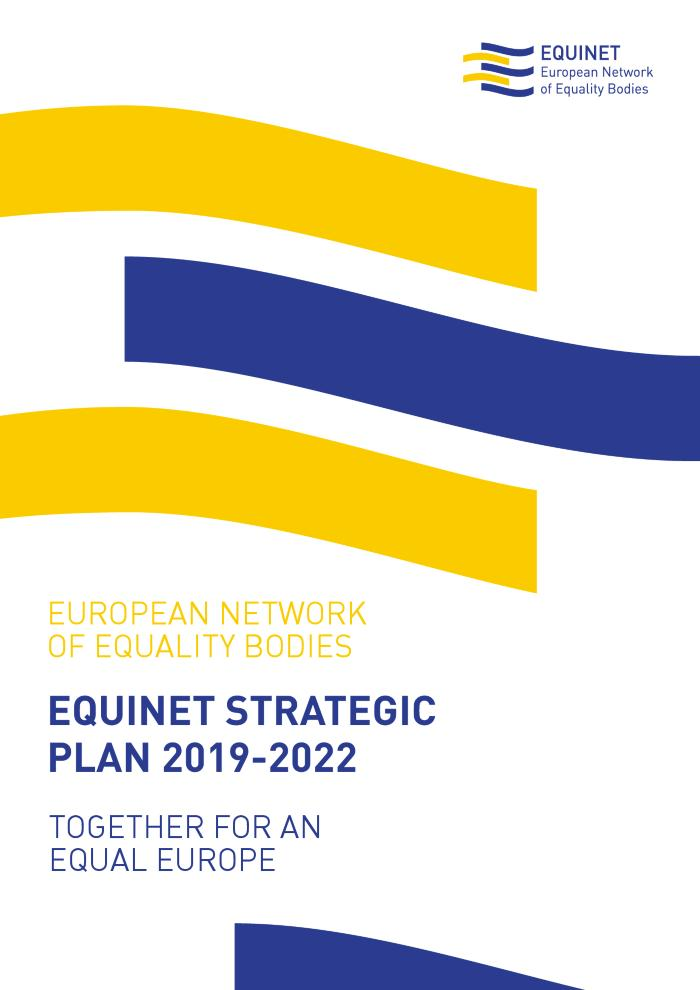 EQUINET
European Network
of Equality Bodies
EUROPEAN NETWORK
OF EQUALITY BODIES
EQUINET STRATEGIC
PLAN 2019-2022
TOGETHER FOR AN
EQUAL EUROPE